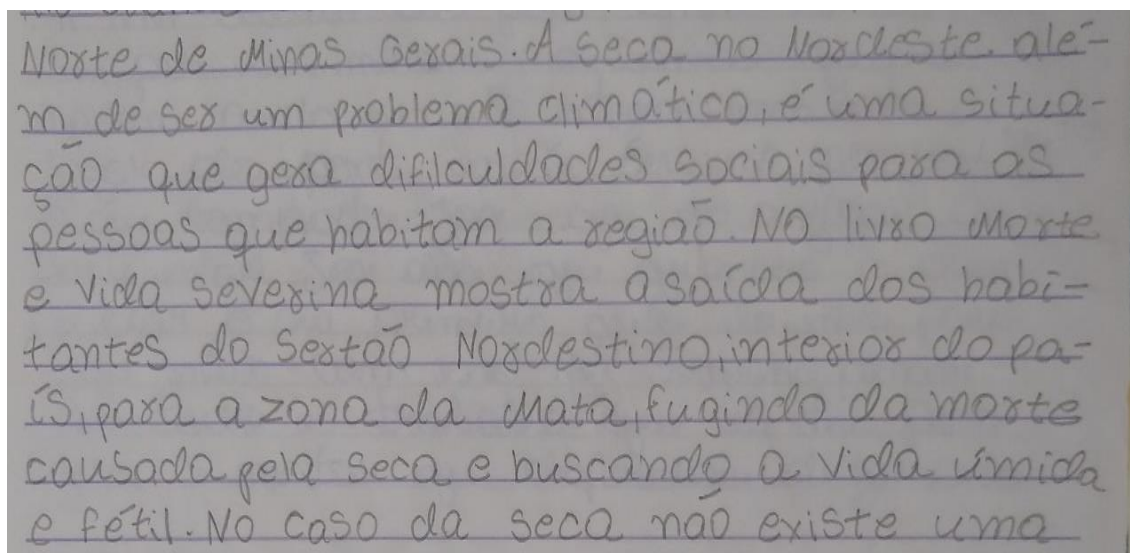 Norte de Minas Gerais. A seca no Nordeste. alé-
m de ser um problema climático, é uma situa-
ção que gera difilculdades sociais para as
pessoas que habitam a região. No livro Morte
e Vida Severina mostra a saída dos habi-
tantes do Sertão Nordestino, interior do pa-
ís, para a zona da Mata, fugindo da morte
causada pela seca e buscando a vida úmida
e fétil. No caso da seca não existe uma